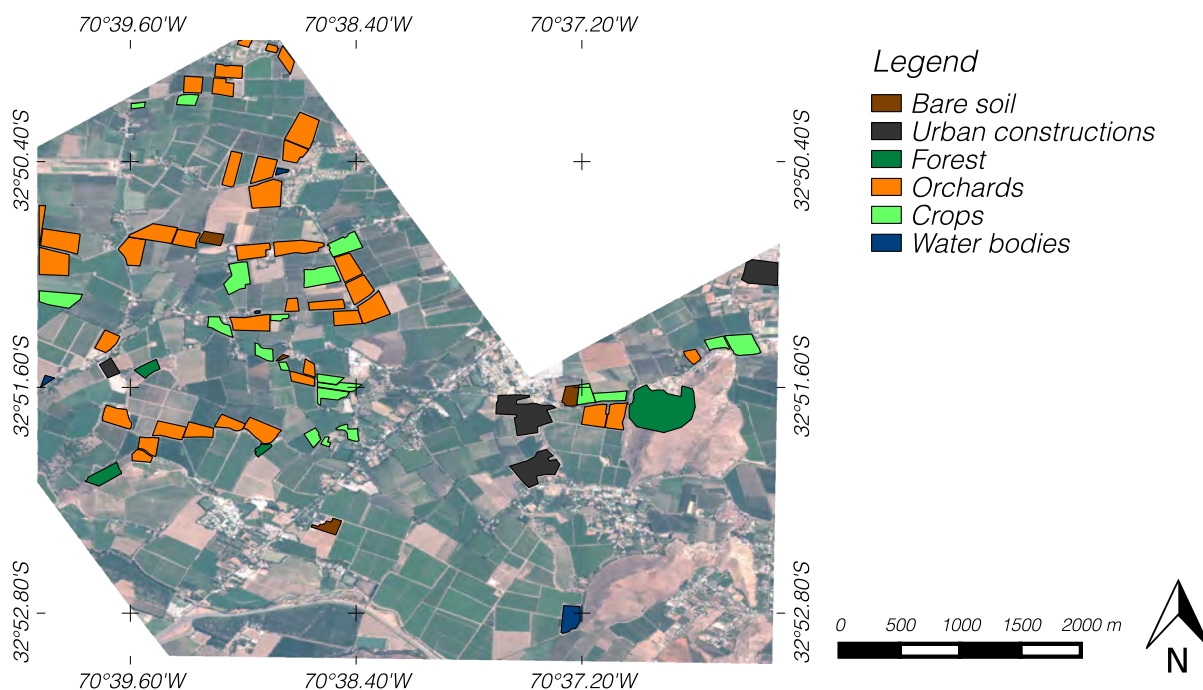 70°39.60'W 70°38.40'W 70°37.20'W
Legend
Bare soil
Urban constructions
Forest
Orchards
Crops
Water bodies
32°50.40'S 32°50.40'S
32°51.60'S 32°51.60'S
32°52.80'S 32°52.80'S
0 500 1000 1500 2000 m
N
70°39.60'W 70°38.40'W 70°37.20'W